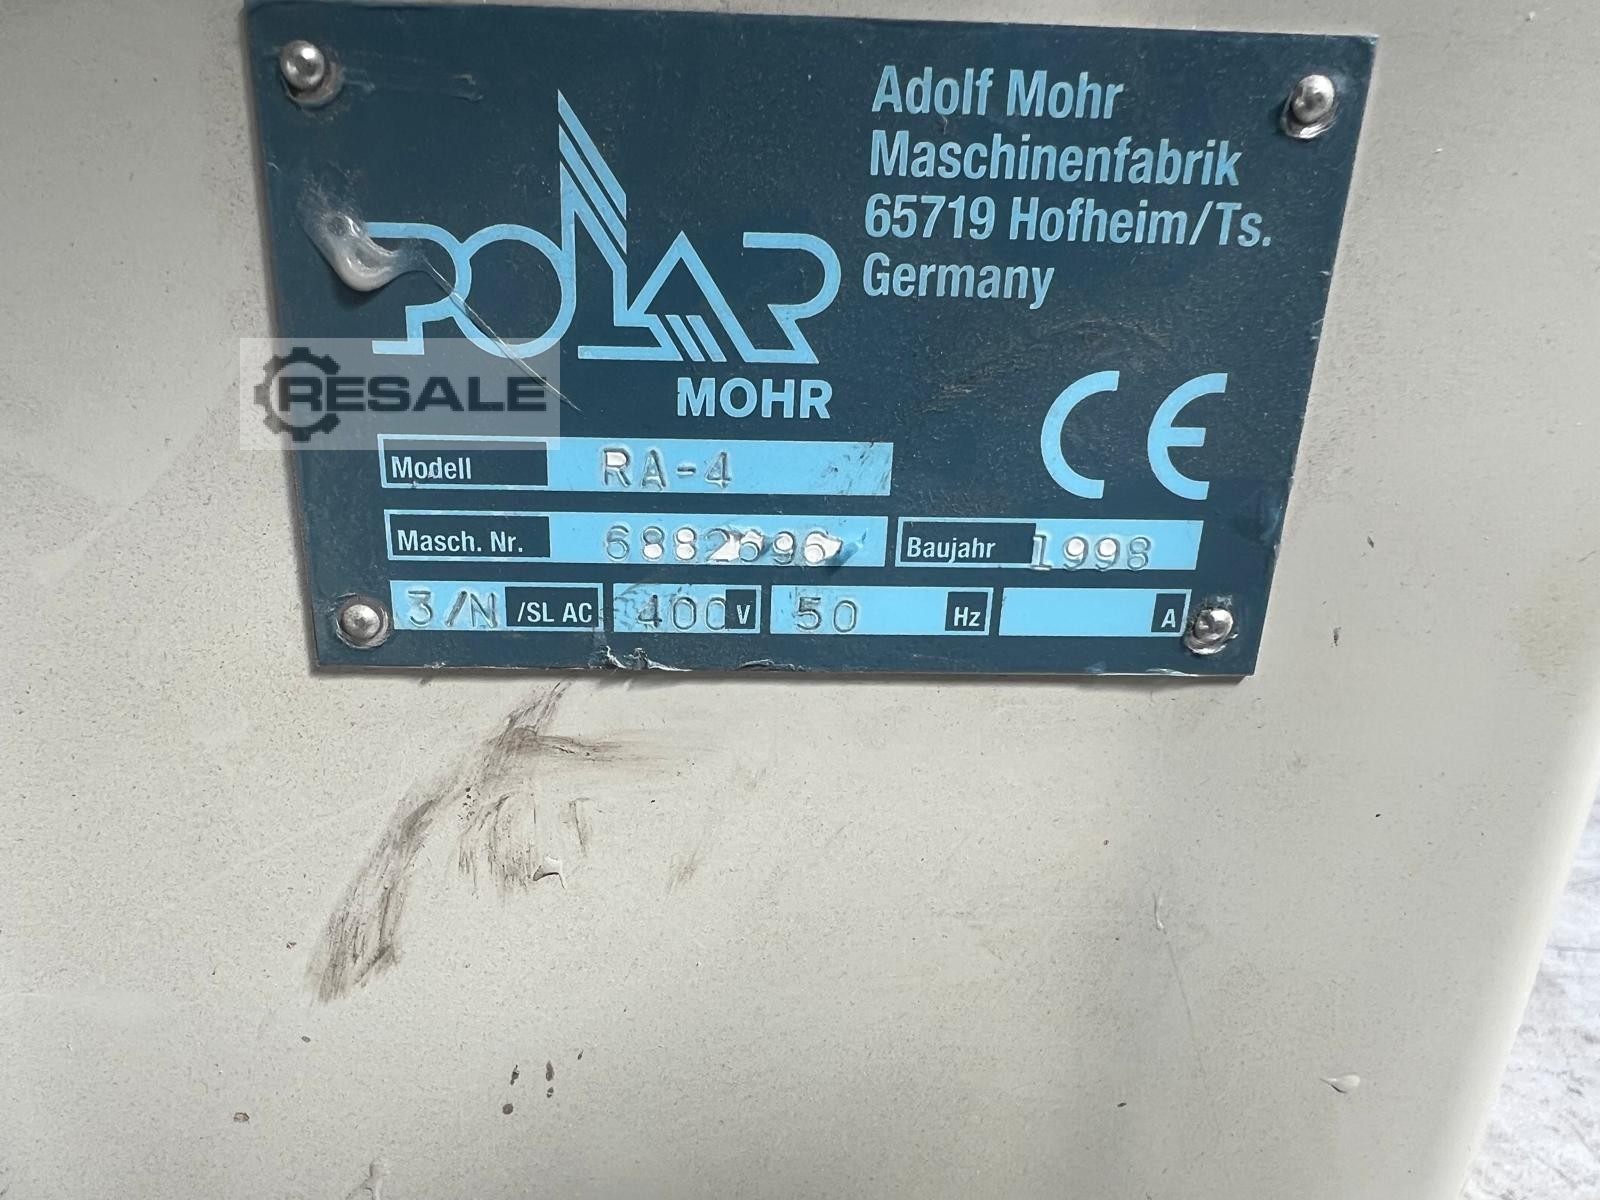 Adolf Mohr
Maschinenfabrik
65719 Hofheim/Ts.
Germany
POLAR
MOHR
RESALE
CE
Modell RA-4
Masch. Nr. 6882696 Baujahr 1998
3/N /SL AC 400 V 50 Hz A